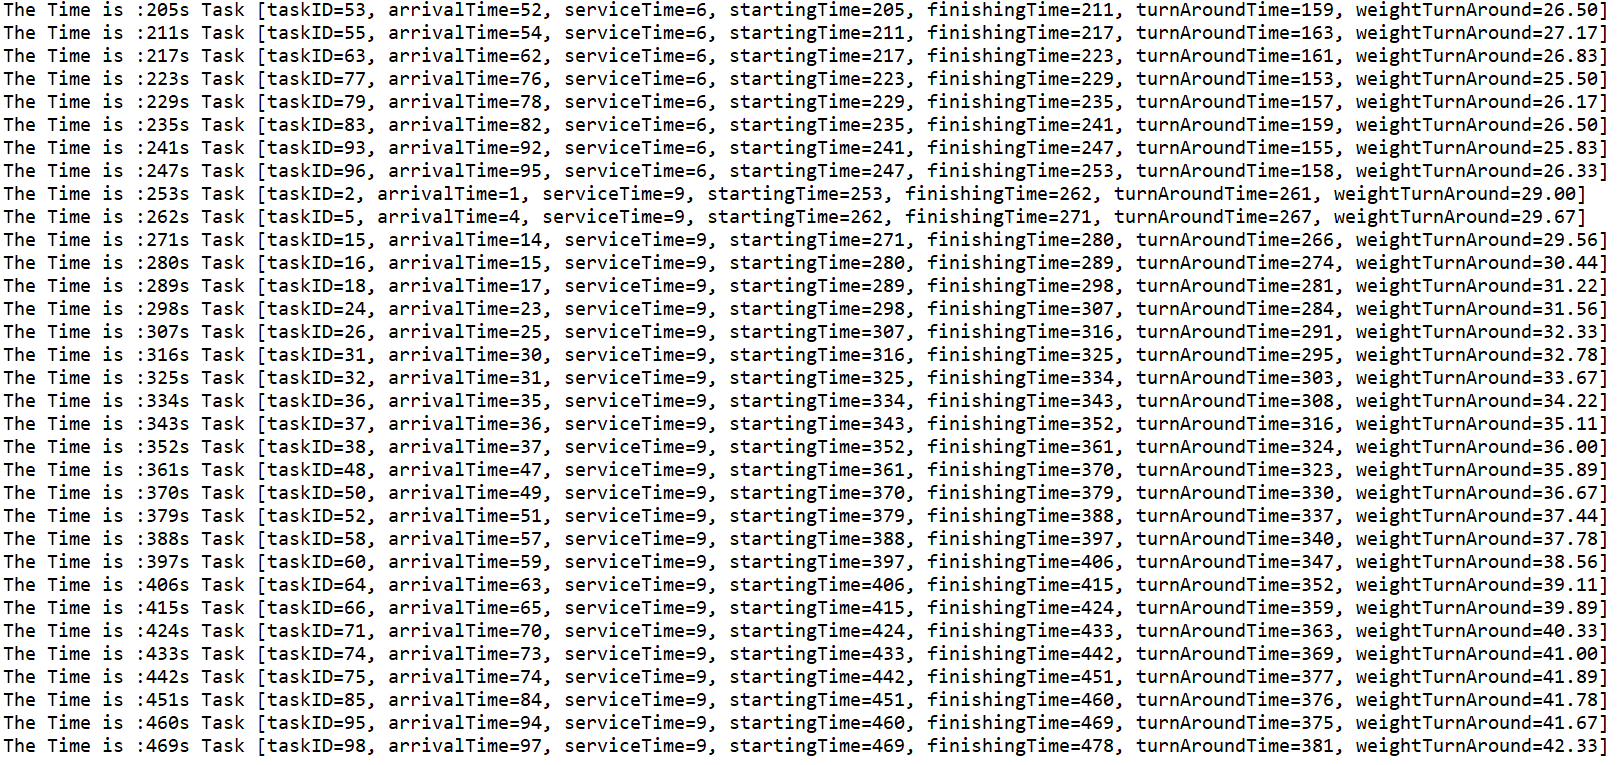 The Time is :205s Task [taskID=53, arrivalTime=52, serviceTime=6, startingTime=205, finishingTime=211, turnAroundTime=159, weightTurnAround=26.50]
The Time is :211s Task [taskID=55, arrivalTime=54, serviceTime=6, startingTime=211, finishingTime=217, turnAroundTime=163, weightTurnAround=27.17]
The Time is :217s Task [taskID=63, arrivalTime=62, serviceTime=6, startingTime=217, finishingTime=223, turnAroundTime=161, weightTurnAround=26.83]
The Time is :223s Task [taskID=77, arrivalTime=76, serviceTime=6, startingTime=223, finishingTime=229, turnAroundTime=153, weightTurnAround=25.50]
The Time is :229s Task [taskID=79, arrivalTime=78, serviceTime=6, startingTime=229, finishingTime=235, turnAroundTime=157, weightTurnAround=26.17]
The Time is :235s Task [taskID=83, arrivalTime=82, serviceTime=6, startingTime=235, finishingTime=241, turnAroundTime=159, weightTurnAround=26.50]
The Time is :241s Task [taskID=93, arrivalTime=92, serviceTime=6, startingTime=241, finishingTime=247, turnAroundTime=155, weightTurnAround=25.83]
The Time is :247s Task [taskID=96, arrivalTime=95, serviceTime=6, startingTime=247, finishingTime=253, turnAroundTime=158, weightTurnAround=26.33]
The Time is :253s Task [taskID=2, arrivalTime=1, serviceTime=9, startingTime=253, finishingTime=262, turnAroundTime=261, weightTurnAround=29.00]
The Time is :262s Task [taskID=5, arrivalTime=4, serviceTime=9, startingTime=262, finishingTime=271, turnAroundTime=267, weightTurnAround=29.67]
The Time is :271s Task [taskID=15, arrivalTime=14, serviceTime=9, startingTime=271, finishingTime=280, turnAroundTime=266, weightTurnAround=29.56]
The Time is :280s Task [taskID=16, arrivalTime=15, serviceTime=9, startingTime=280, finishingTime=289, turnAroundTime=274, weightTurnAround=30.44]
The Time is :289s Task [taskID=18, arrivalTime=17, serviceTime=9, startingTime=289, finishingTime=298, turnAroundTime=281, weightTurnAround=31.22]
The Time is :298s Task [taskID=24, arrivalTime=23, serviceTime=9, startingTime=298, finishingTime=307, turnAroundTime=284, weightTurnAround=31.56]
The Time is :307s Task [taskID=26, arrivalTime=25, serviceTime=9, startingTime=307, finishingTime=316, turnAroundTime=291, weightTurnAround=32.33]
The Time is :316s Task [taskID=31, arrivalTime=30, serviceTime=9, startingTime=316, finishingTime=325, turnAroundTime=295, weightTurnAround=32.78]
The Time is :325s Task [taskID=32, arrivalTime=31, serviceTime=9, startingTime=325, finishingTime=334, turnAroundTime=303, weightTurnAround=33.67]
The Time is :334s Task [taskID=36, arrivalTime=35, serviceTime=9, startingTime=334, finishingTime=343, turnAroundTime=308, weightTurnAround=34.22]
The Time is :343s Task [taskID=37, arrivalTime=36, serviceTime=9, startingTime=343, finishingTime=352, turnAroundTime=316, weightTurnAround=35.11]
The Time is :352s Task [taskID=38, arrivalTime=37, serviceTime=9, startingTime=352, finishingTime=361, turnAroundTime=324, weightTurnAround=36.00]
The Time is :361s Task [taskID=48, arrivalTime=47, serviceTime=9, startingTime=361, finishingTime=370, turnAroundTime=323, weightTurnAround=35.89]
The Time is :370s Task [taskID=50, arrivalTime=49, serviceTime=9, startingTime=370, finishingTime=379, turnAroundTime=330, weightTurnAround=36.67]
The Time is :379s Task [taskID=52, arrivalTime=51, serviceTime=9, startingTime=379, finishingTime=388, turnAroundTime=337, weightTurnAround=37.44]
The Time is :388s Task [taskID=58, arrivalTime=57, serviceTime=9, startingTime=388, finishingTime=397, turnAroundTime=340, weightTurnAround=37.78]
The Time is :397s Task [taskID=60, arrivalTime=59, serviceTime=9, startingTime=397, finishingTime=406, turnAroundTime=347, weightTurnAround=38.56]
The Time is :406s Task [taskID=64, arrivalTime=63, serviceTime=9, startingTime=406, finishingTime=415, turnAroundTime=352, weightTurnAround=39.11]
The Time is :415s Task [taskID=66, arrivalTime=65, serviceTime=9, startingTime=415, finishingTime=424, turnAroundTime=359, weightTurnAround=39.89]
The Time is :424s Task [taskID=71, arrivalTime=70, serviceTime=9, startingTime=424, finishingTime=433, turnAroundTime=363, weightTurnAround=40.33]
The Time is :433s Task [taskID=74, arrivalTime=73, serviceTime=9, startingTime=433, finishingTime=442, turnAroundTime=369, weightTurnAround=41.00]
The Time is :442s Task [taskID=75, arrivalTime=74, serviceTime=9, startingTime=442, finishingTime=451, turnAroundTime=377, weightTurnAround=41.89]
The Time is :451s Task [taskID=85, arrivalTime=84, serviceTime=9, startingTime=451, finishingTime=460, turnAroundTime=376, weightTurnAround=41.78]
The Time is :460s Task [taskID=95, arrivalTime=94, serviceTime=9, startingTime=460, finishingTime=469, turnAroundTime=375, weightTurnAround=41.67]
The Time is :469s Task [taskID=98, arrivalTime=97, serviceTime=9, startingTime=469, finishingTime=478, turnAroundTime=381, weightTurnAround=42.33]